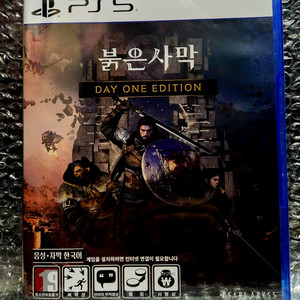 PS5
붉은사막
DAY ONE EDITION
음성·자막 한국어
게임을 설치하려면 인터넷 연결이 필요합니다.
19
PEARL ABYSS